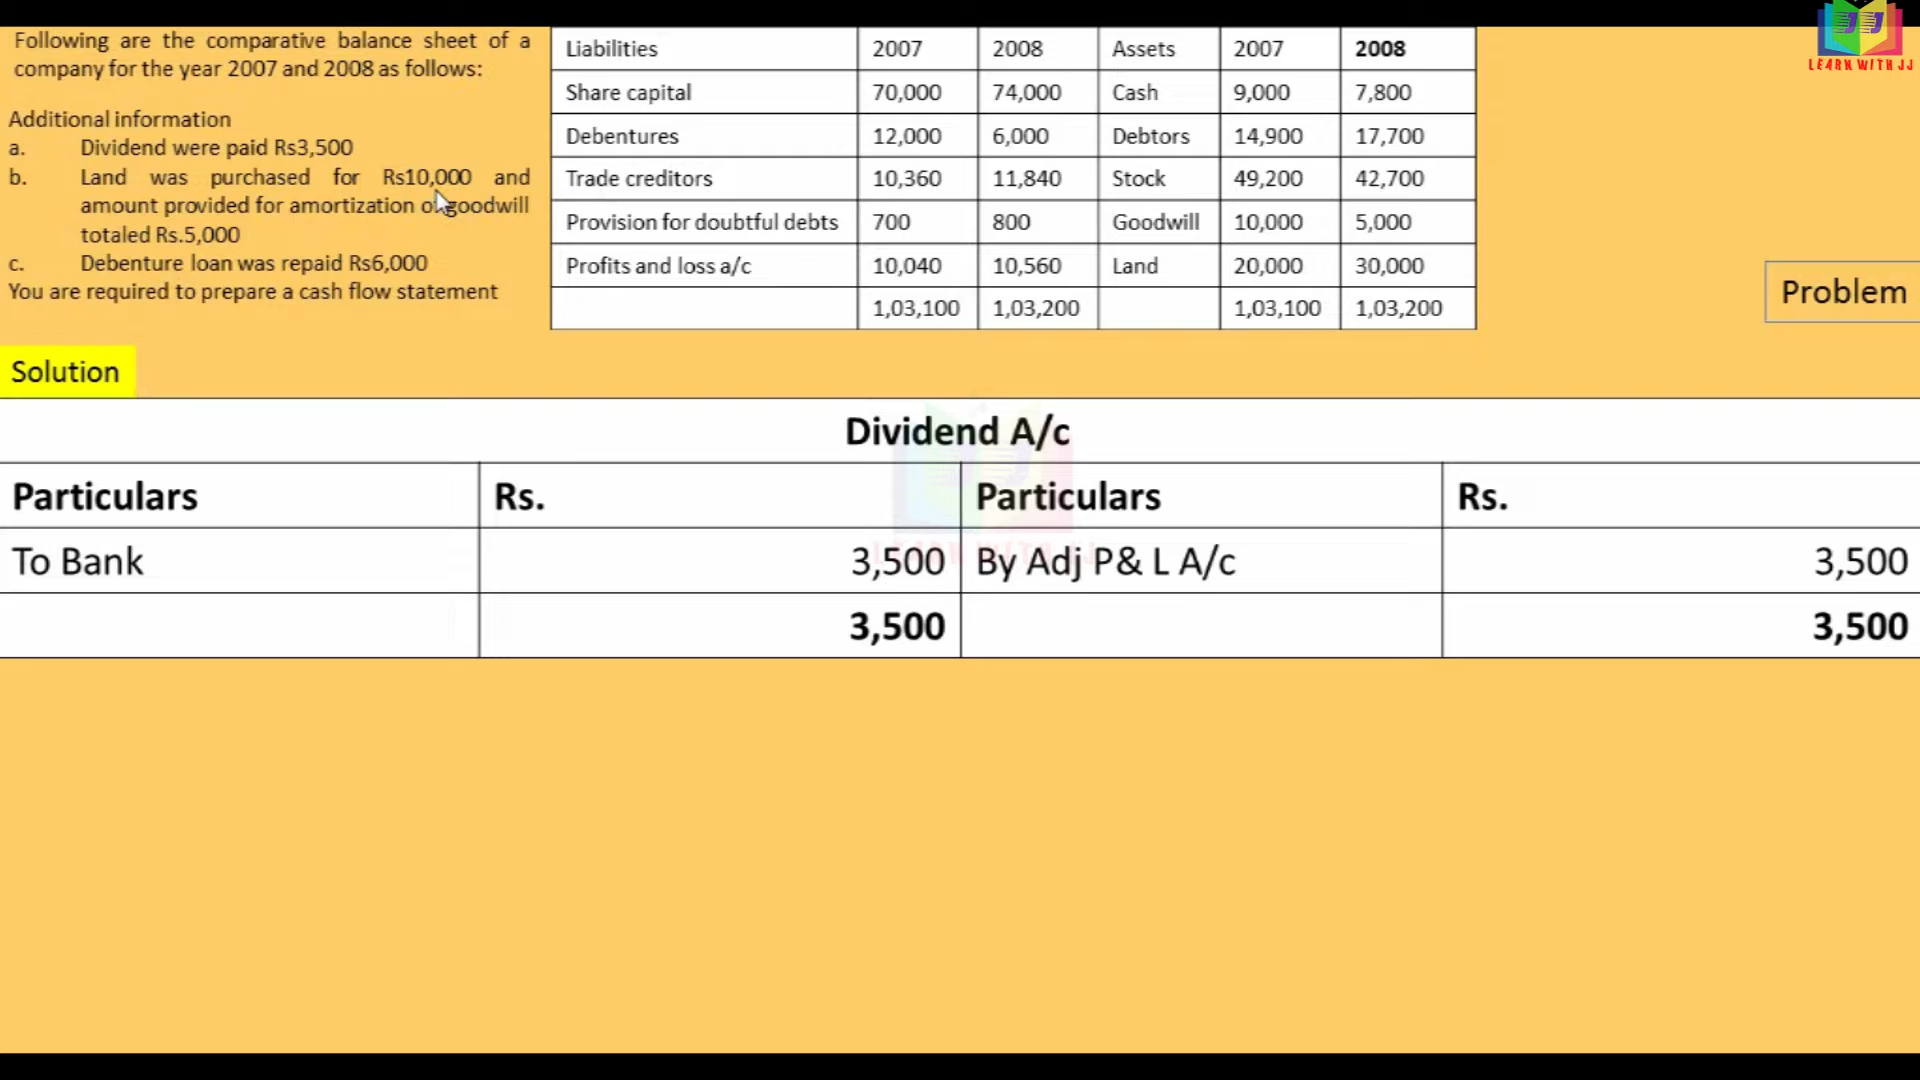 Following are the comparative balance sheet of a
company for the year 2007 and 2008 as follows:
Additional information
a. Dividend were paid Rs3,500
b. Land was purchased for Rs10,000 and
amount provided for amortization of goodwill
totaled Rs.5,000
c. Debenture loan was repaid Rs6,000
You are required to prepare a cash flow statement
Liabilities 2007 2008 Assets 2007 2008
Share capital 70,000 74,000 Cash 9,000 7,800
Debentures 12,000 6,000 Debtors 14,900 17,700
Trade creditors 10,360 11,840 Stock 49,200 42,700
Provision for doubtful debts 700 800 Goodwill 10,000 5,000
Profits and loss a/c 10,040 10,560 Land 20,000 30,000
1,03,100 1,03,200 1,03,100 1,03,200
LEARN WITH JJ
Problem
Solution
Dividend A/c
Particulars Rs. Particulars Rs.
To Bank 3,500 By Adj P& L A/c 3,500
3,500 3,500
LEARN WITH JJ